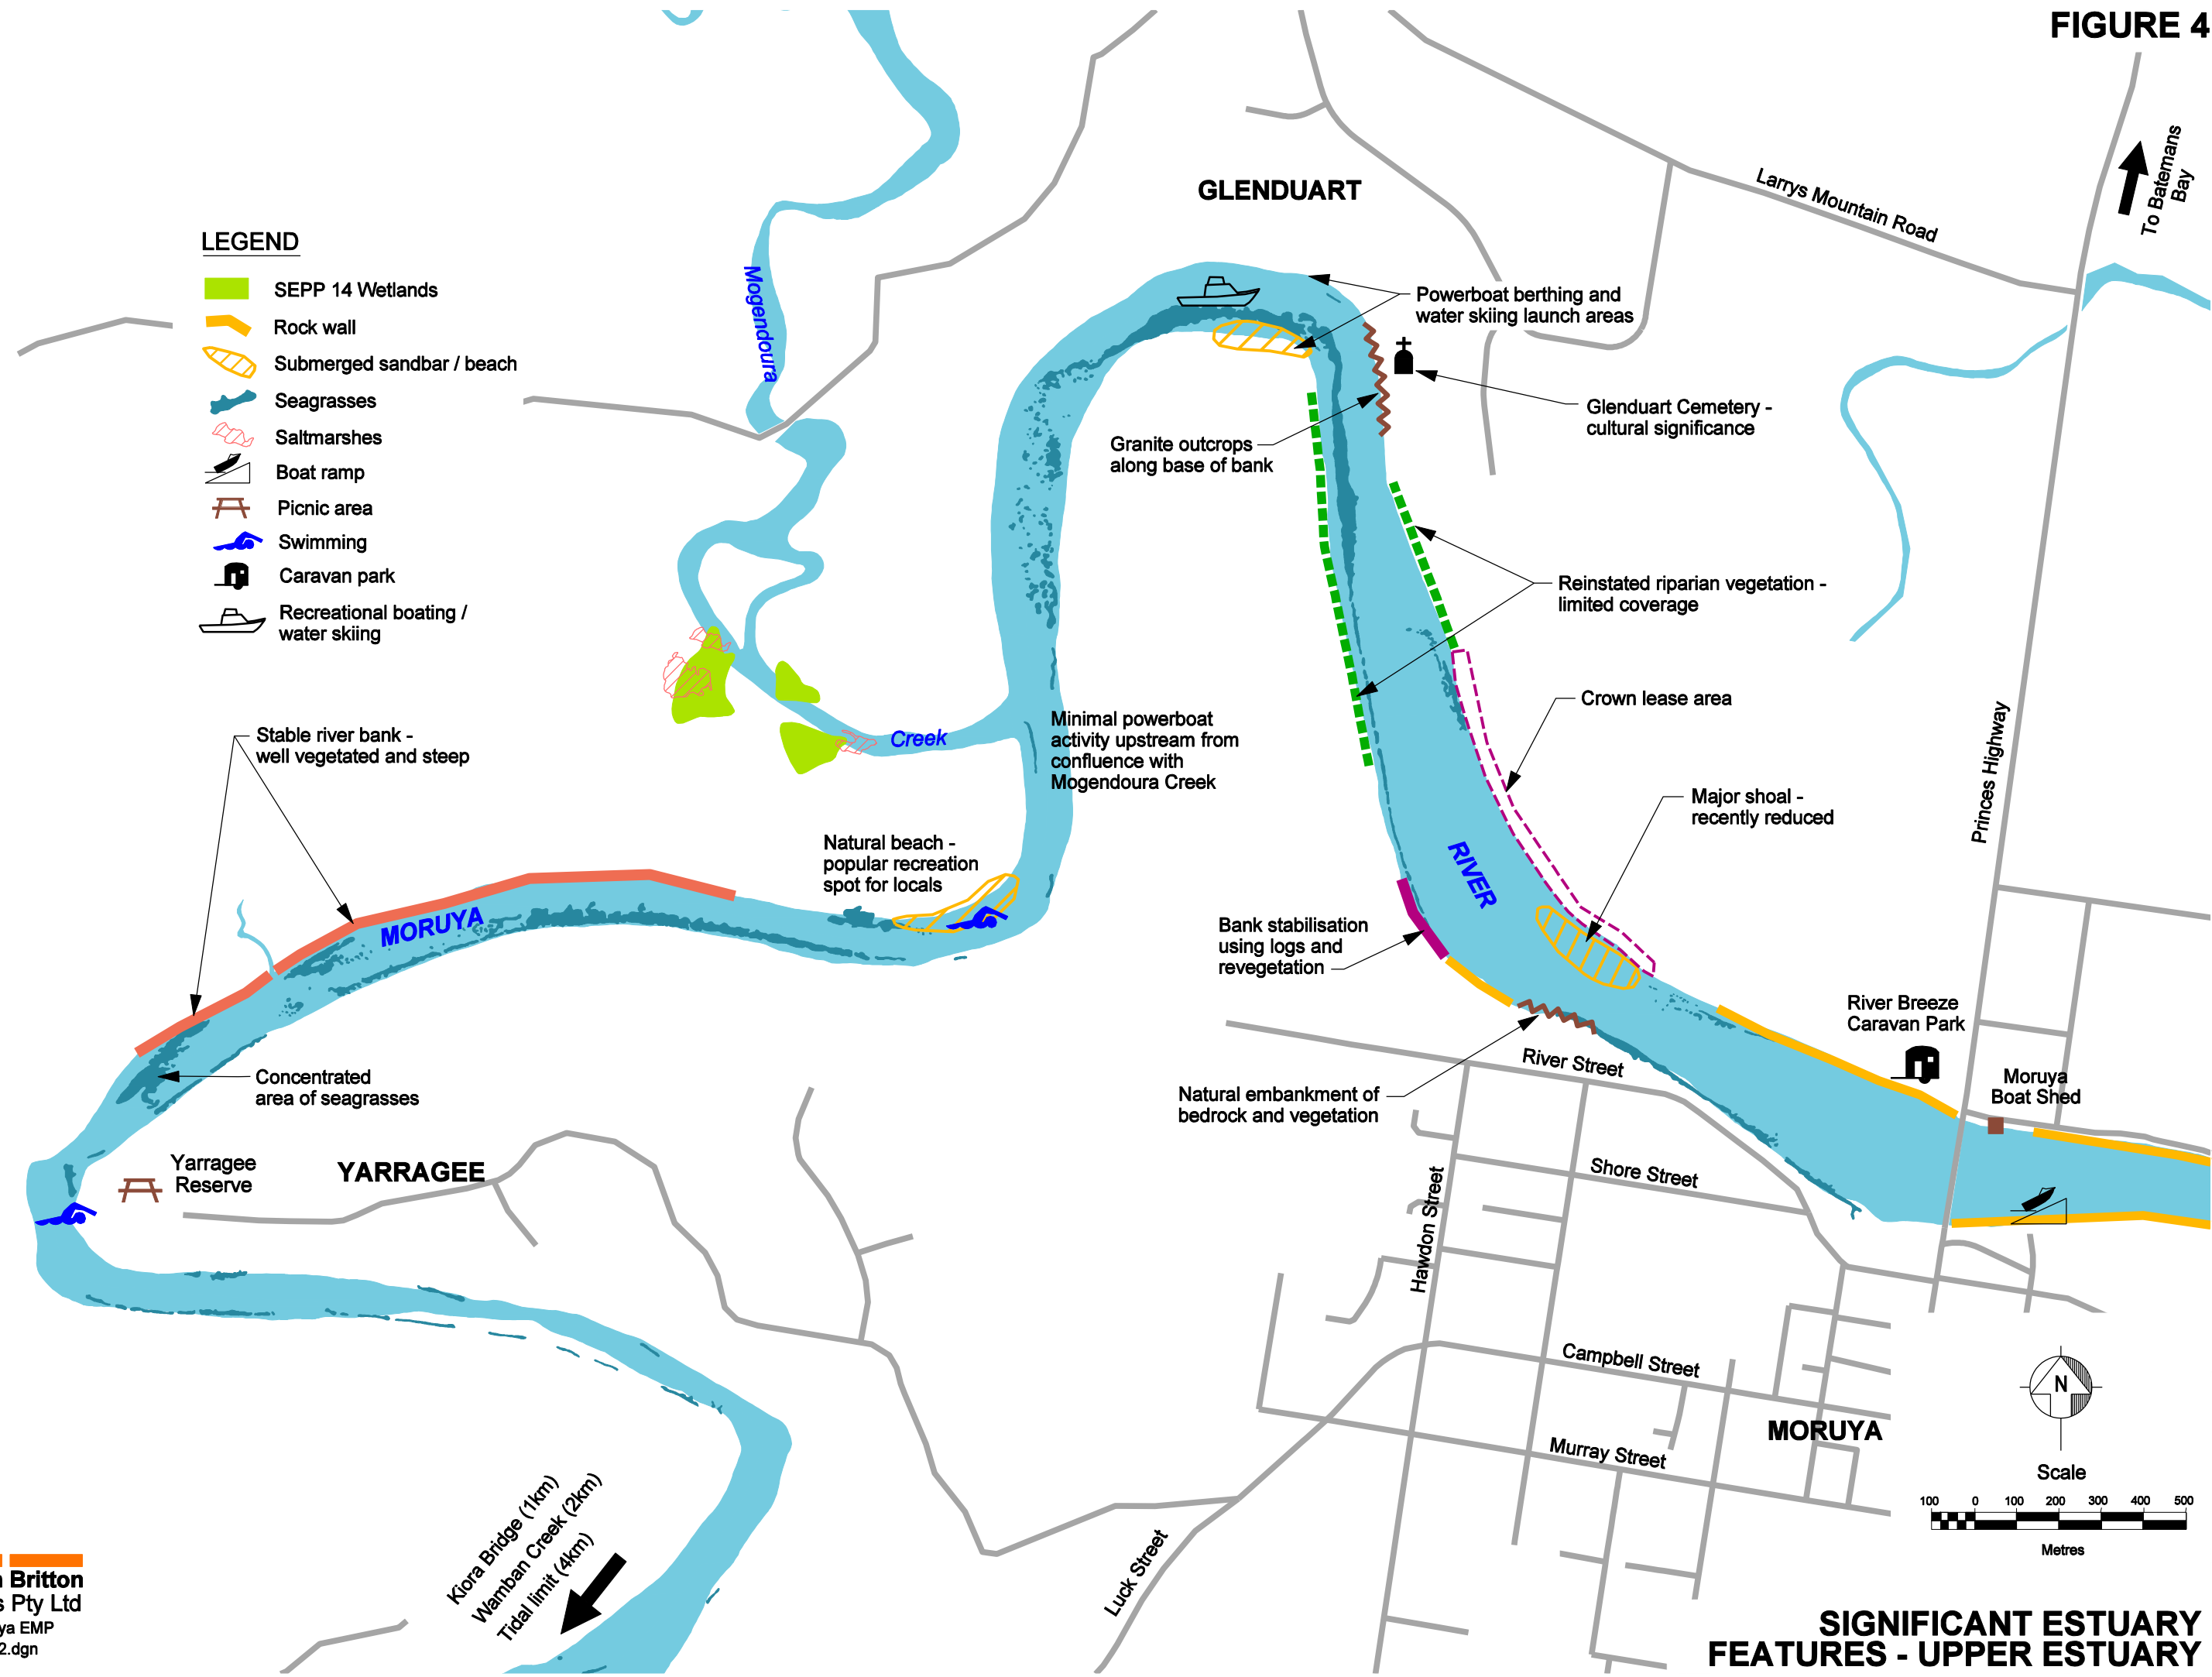 FIGURE 4
To Batemans
Bay
Larrys Mountain Road
GLENDUART
LEGEND
SEPP 14 Wetlands
Rock wall
Submerged sandbar / beach
Seagrasses
Saltmarshes
Boat ramp
Picnic area
Swimming
Caravan park
Recreational boating /
water skiing
Mogendoura
Creek
Powerboat berthing and
water skiing launch areas
Glenduart Cemetery -
cultural significance
Granite outcrops
along base of bank
Reinstated riparian vegetation -
limited coverage
Crown lease area
Major shoal -
recently reduced
Princes Highway
Minimal powerboat
activity upstream from
confluence with
Mogendoura Creek
Stable river bank -
well vegetated and steep
Natural beach -
popular recreation
spot for locals
MORUYA
RIVER
Bank stabilisation
using logs and
revegetation
Concentrated
area of seagrasses
Natural embankment of
bedrock and vegetation
River Breeze
Caravan Park
Moruya
Boat Shed
Yarragee
Reserve
YARRAGEE
River Street
Shore Street
Hawdon Street
Campbell Street
Murray Street
Luck Street
MORUYA
Kiora Bridge (1km)
Wamban Creek (2km)
Tidal limit (4km)
N
Scale
100 0 100 200 300 400 500
Metres
Britton
s Pty Ltd
ya EMP
2.dgn
SIGNIFICANT ESTUARY
FEATURES - UPPER ESTUARY